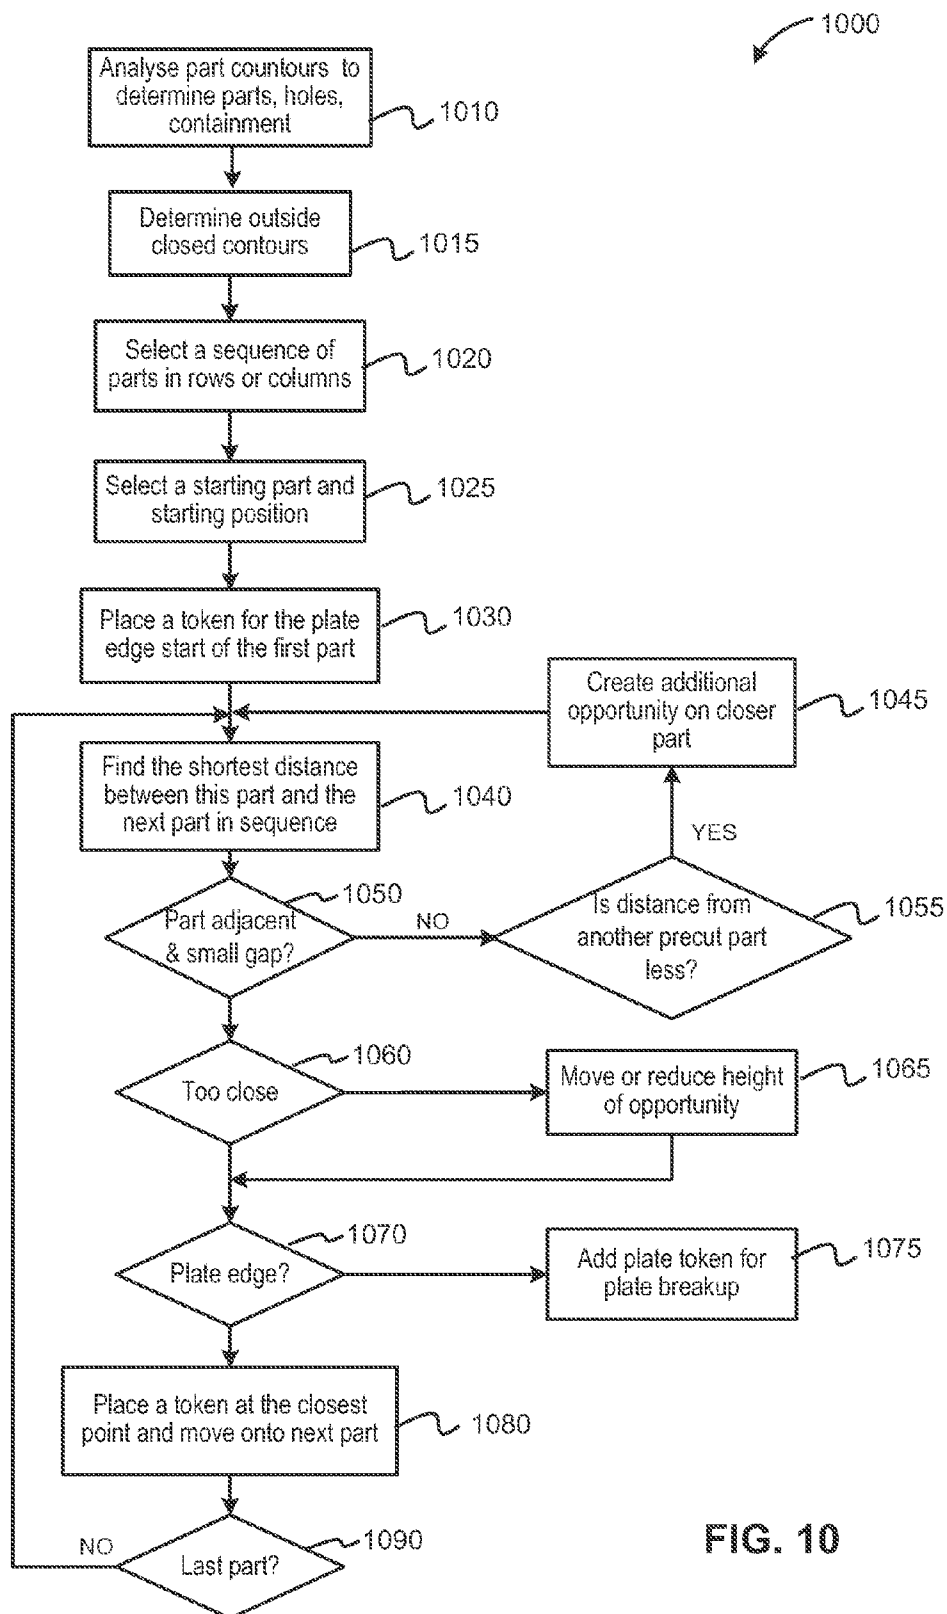 1000
Analyse part countours to
determine parts, holes,
containment
1010
Determine outside
closed contours
1015
Select a sequence of
parts in rows or columns
1020
Select a starting part and
starting position
1025
Place a token for the plate
edge start of the first part
1030
Create additional
opportunity on closer
part
1045
Find the shortest distance
between this part and the
next part in sequence
1040
YES
Part adjacent
& small gap?
1050
NO
Is distance from
another precut part
less?
1055
Too close
1060
Move or reduce height
of opportunity
1065
Plate edge?
1070
Add plate token for
plate breakup
1075
Place a token at the closest
point and move onto next part
1080
NO
Last part?
1090
FIG. 10